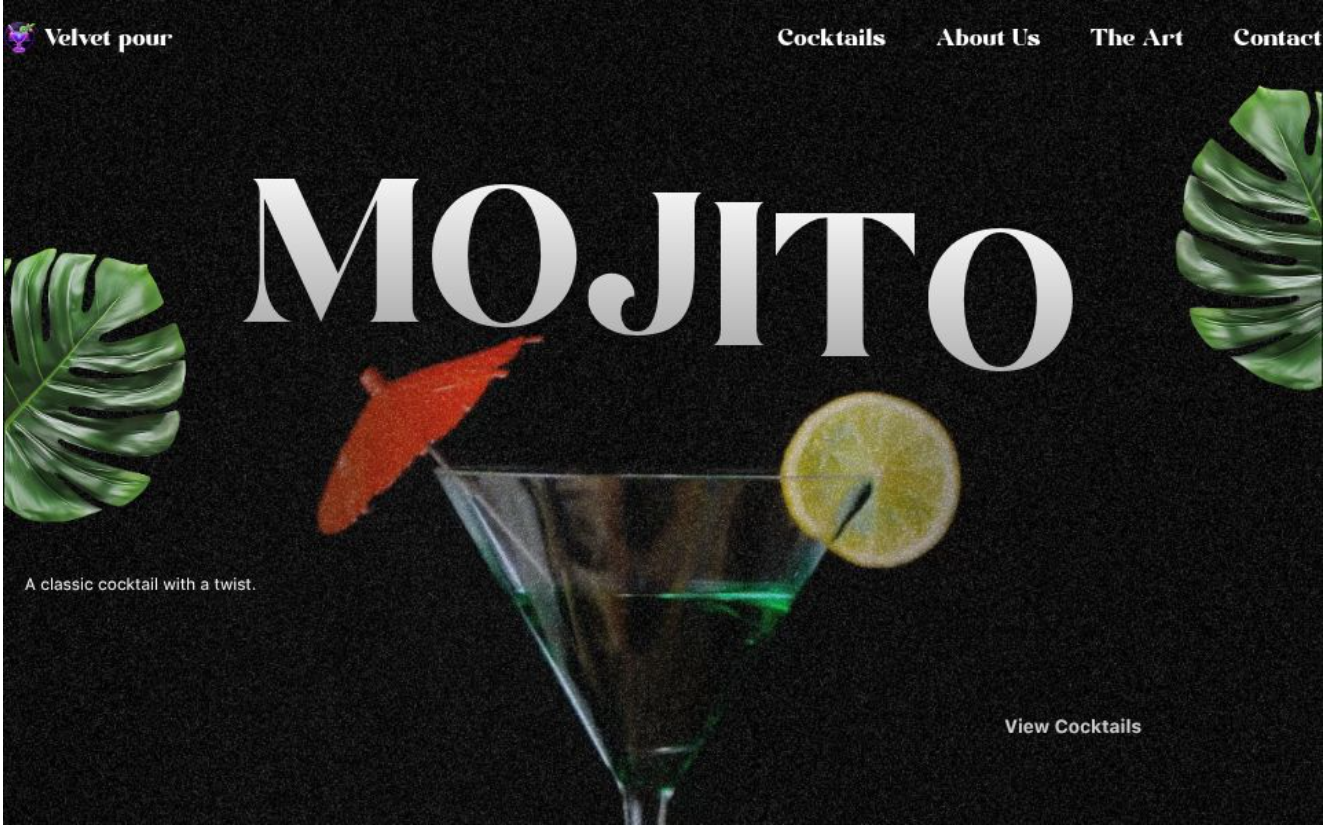 Velvet pour Cocktails About Us The Art Contact
MOJITO
A classic cocktail with a twist.
View Cocktails